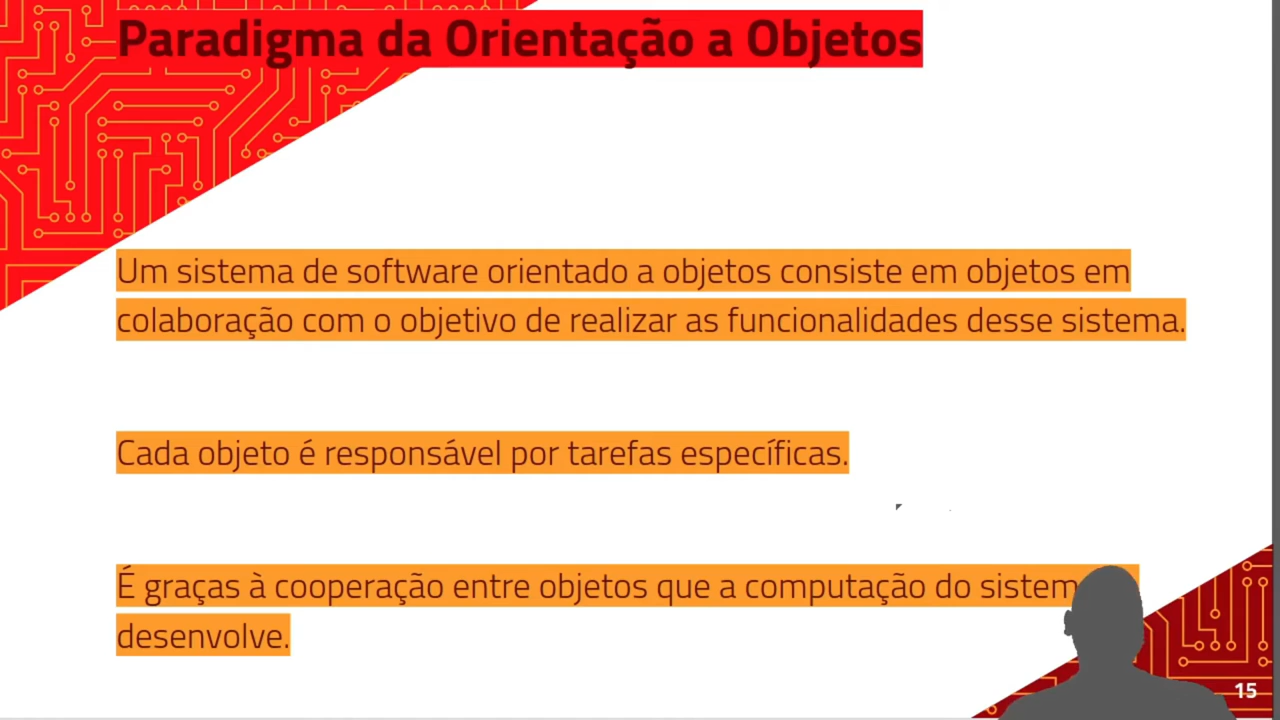 Paradigma da Orientação a Objetos
Um sistema de software orientado a objetos consiste em objetos em
colaboração com o objetivo de realizar as funcionalidades desse sistema.
Cada objeto é responsável por tarefas específicas.
É graças à cooperação entre objetos que a computação do sistem
desenvolve.
15